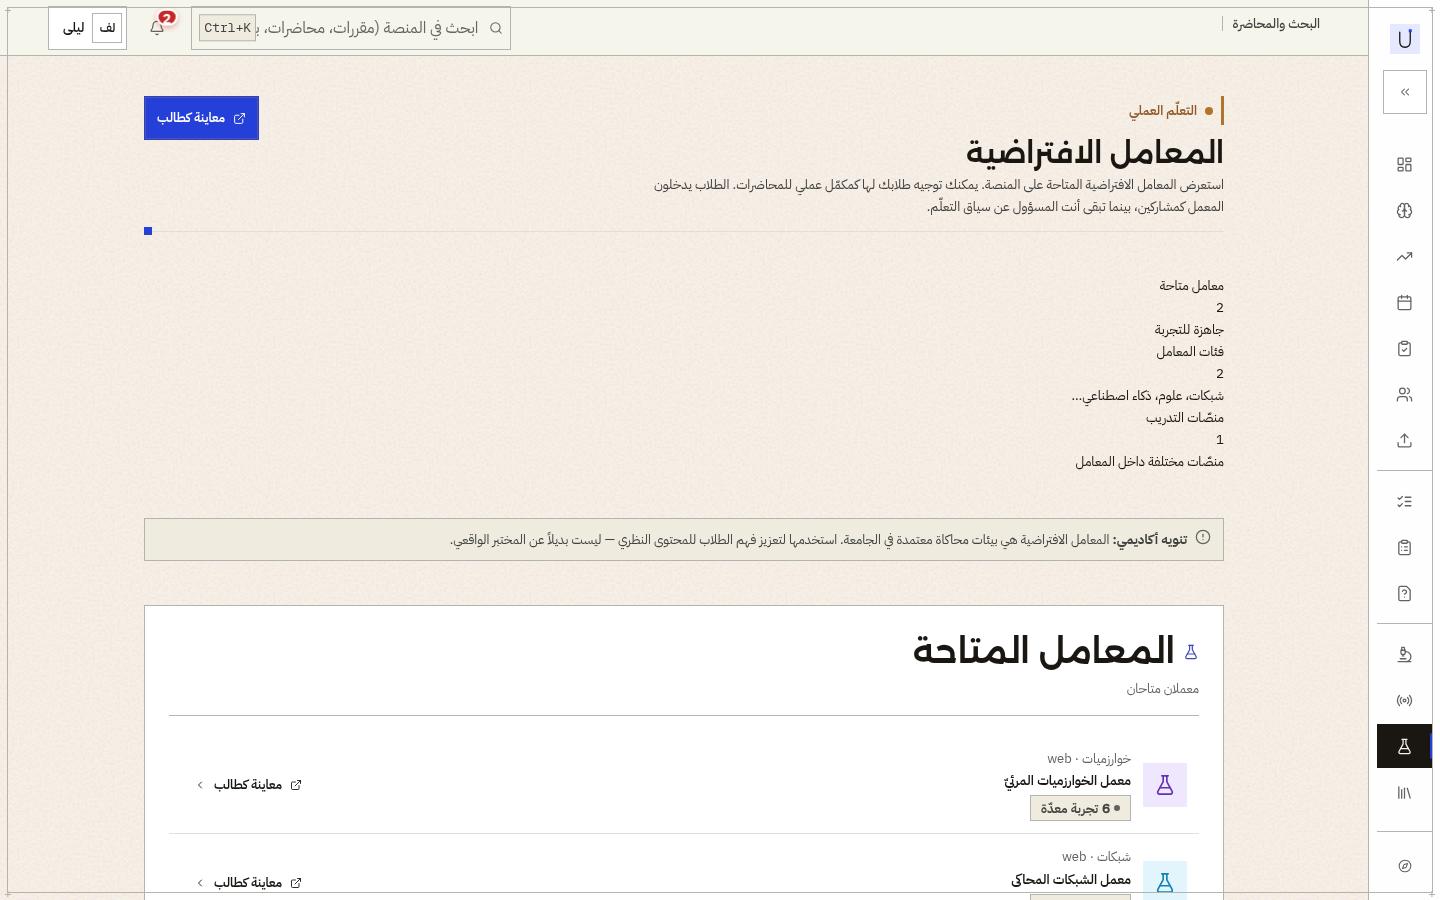 البحث والمحاضرة
ابحث في المنصة (مقررات، محاضرات، ي
Ctrl+K
2
لف
ليلى
التعلّم العملي
معاينة كطالب
المعامل الافتراضية
استعرض المعامل الافتراضية المتاحة على المنصة. يمكنك توجيه طلابك لها كمكمّل عملي للمحاضرات. الطلاب يدخلون
المعمل كمشاركين، بينما تبقى أنت المسؤول عن سياق التعلّم.
معامل متاحة
2
جاهزة للتجربة
فئات المعامل
2
شبكات، علوم، ذكاء اصطناعي...
منصّات التدريب
1
منصّات مختلفة داخل المعامل
تنويه أكاديمي: المعامل الافتراضية هي بيئات محاكاة معتمدة في الجامعة. استخدمها لتعزيز فهم الطلاب للمحتوى النظري — ليست بديلاً عن المختبر الواقعي.
المعامل المتاحة
معملان متاحان
خوارزميات · web
معمل الخوارزميات المرئيّ
6 تجربة معدّة
معاينة كطالب
شبكات · web
معمل الشبكات المحاكى
معاينة كطالب